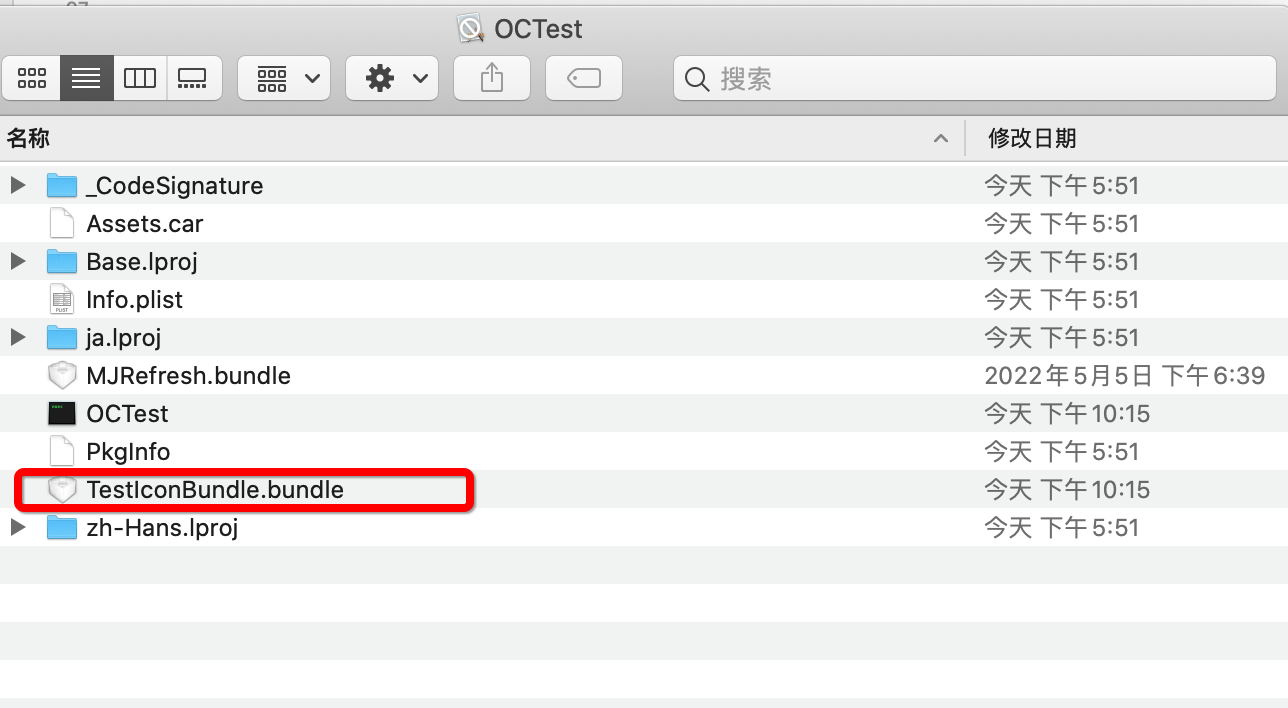 OCTest
搜索
名称 修改日期
_CodeSignature 今天 下午5:51
Assets.car 今天 下午5:51
Base.lproj 今天 下午5:51
Info.plist 今天 下午5:51
ja.lproj 今天 下午5:51
MJRefresh.bundle 2022年5月5日 下午6:39
OCTest 今天 下午10:15
PkgInfo 今天 下午5:51
TestIconBundle.bundle 今天 下午10:15
zh-Hans.lproj 今天 下午5:51